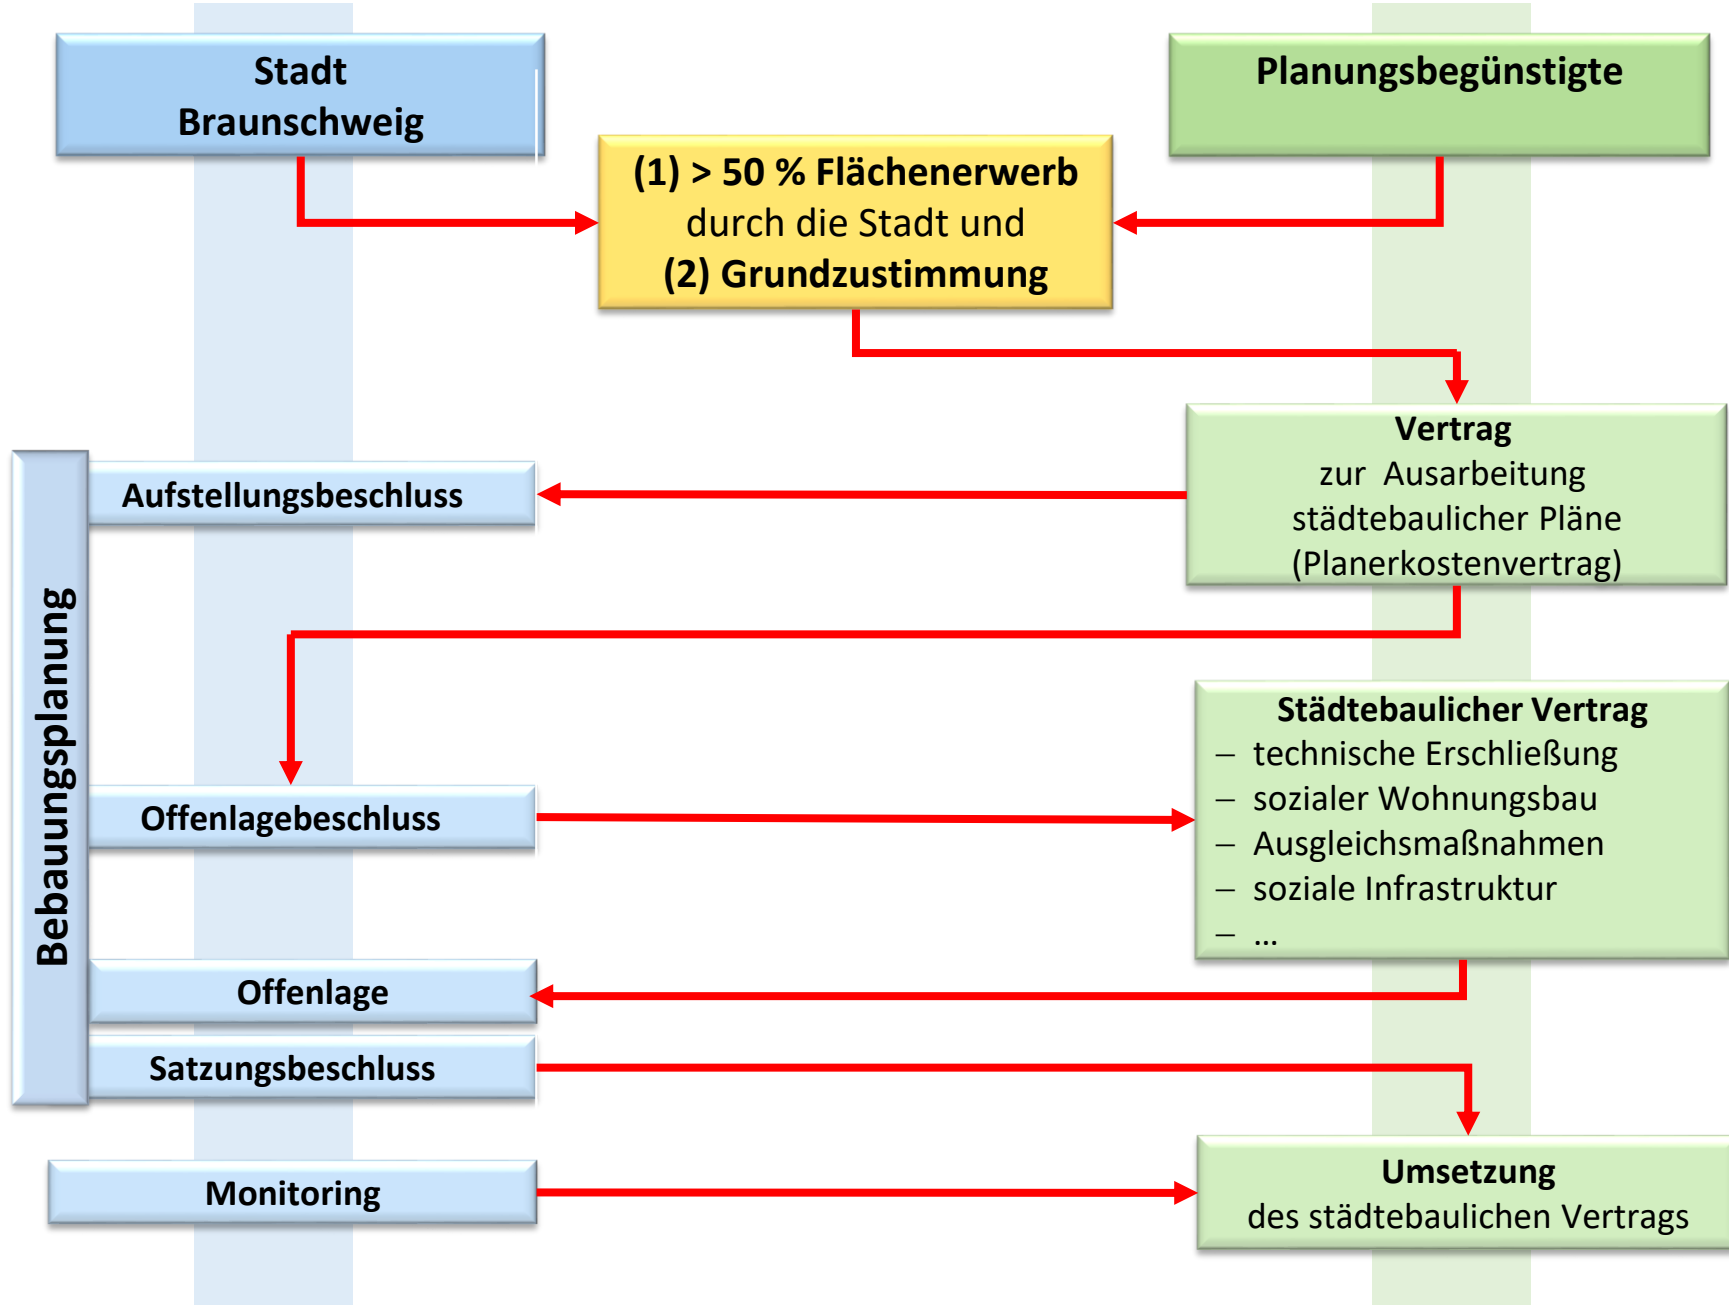 Stadt
Braunschweig
Planungsbegünstigte
(1) > 50 % Flächenerwerb
durch die Stadt und
(2) Grundzustimmung
Vertrag
zur Ausarbeitung
städtebaulicher Pläne
(Planerkostenvertrag)
Bebauungsplanung
Aufstellungsbeschluss
Städtebaulicher Vertrag
– technische Erschließung
– sozialer Wohnungsbau
– Ausgleichsmaßnahmen
– soziale Infrastruktur
– ...
Offenlagebeschluss
Offenlage
Satzungsbeschluss
Monitoring
Umsetzung
des städtebaulichen Vertrags